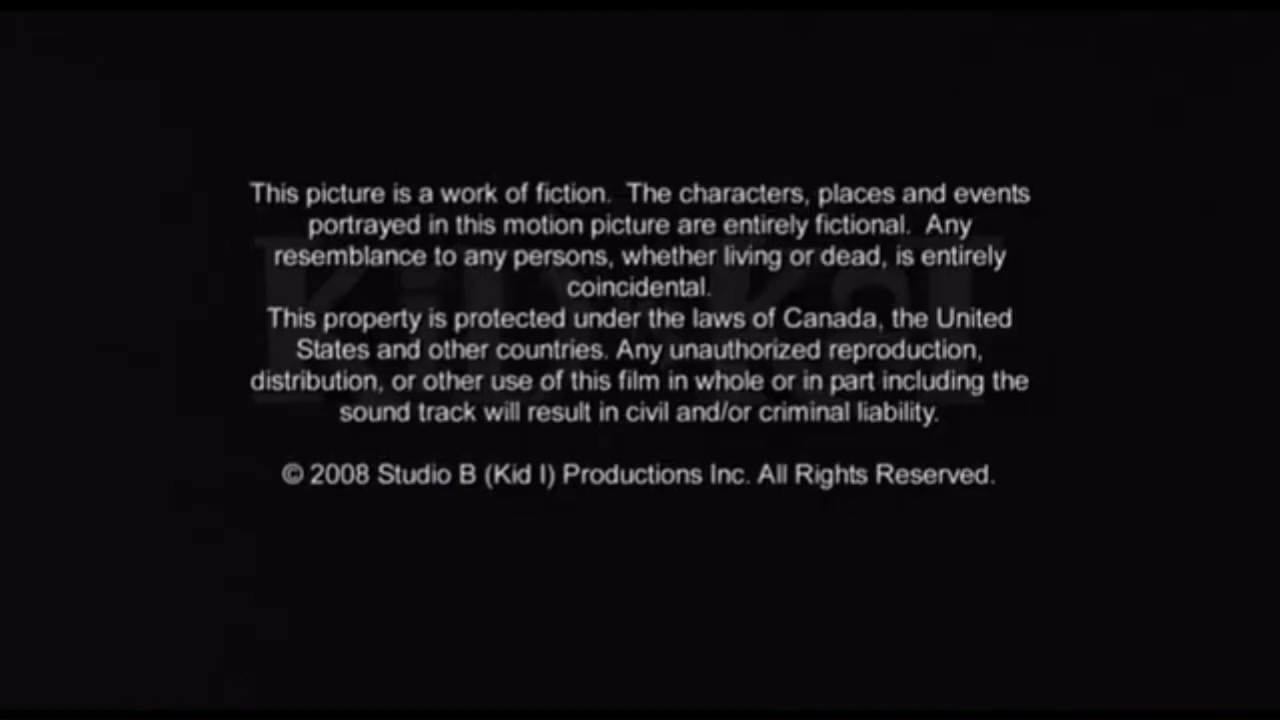 This picture is a work of fiction.  The characters, places and events
portrayed in this motion picture are entirely fictional.  Any
resemblance to any persons, whether living or dead, is entirely
coincidental.
This property is protected under the laws of Canada, the United
States and other countries. Any unauthorized reproduction,
distribution, or other use of this film in whole or in part including the
sound track will result in civil and/or criminal liability.
© 2008 Studio B (Kid I) Productions Inc. All Rights Reserved.